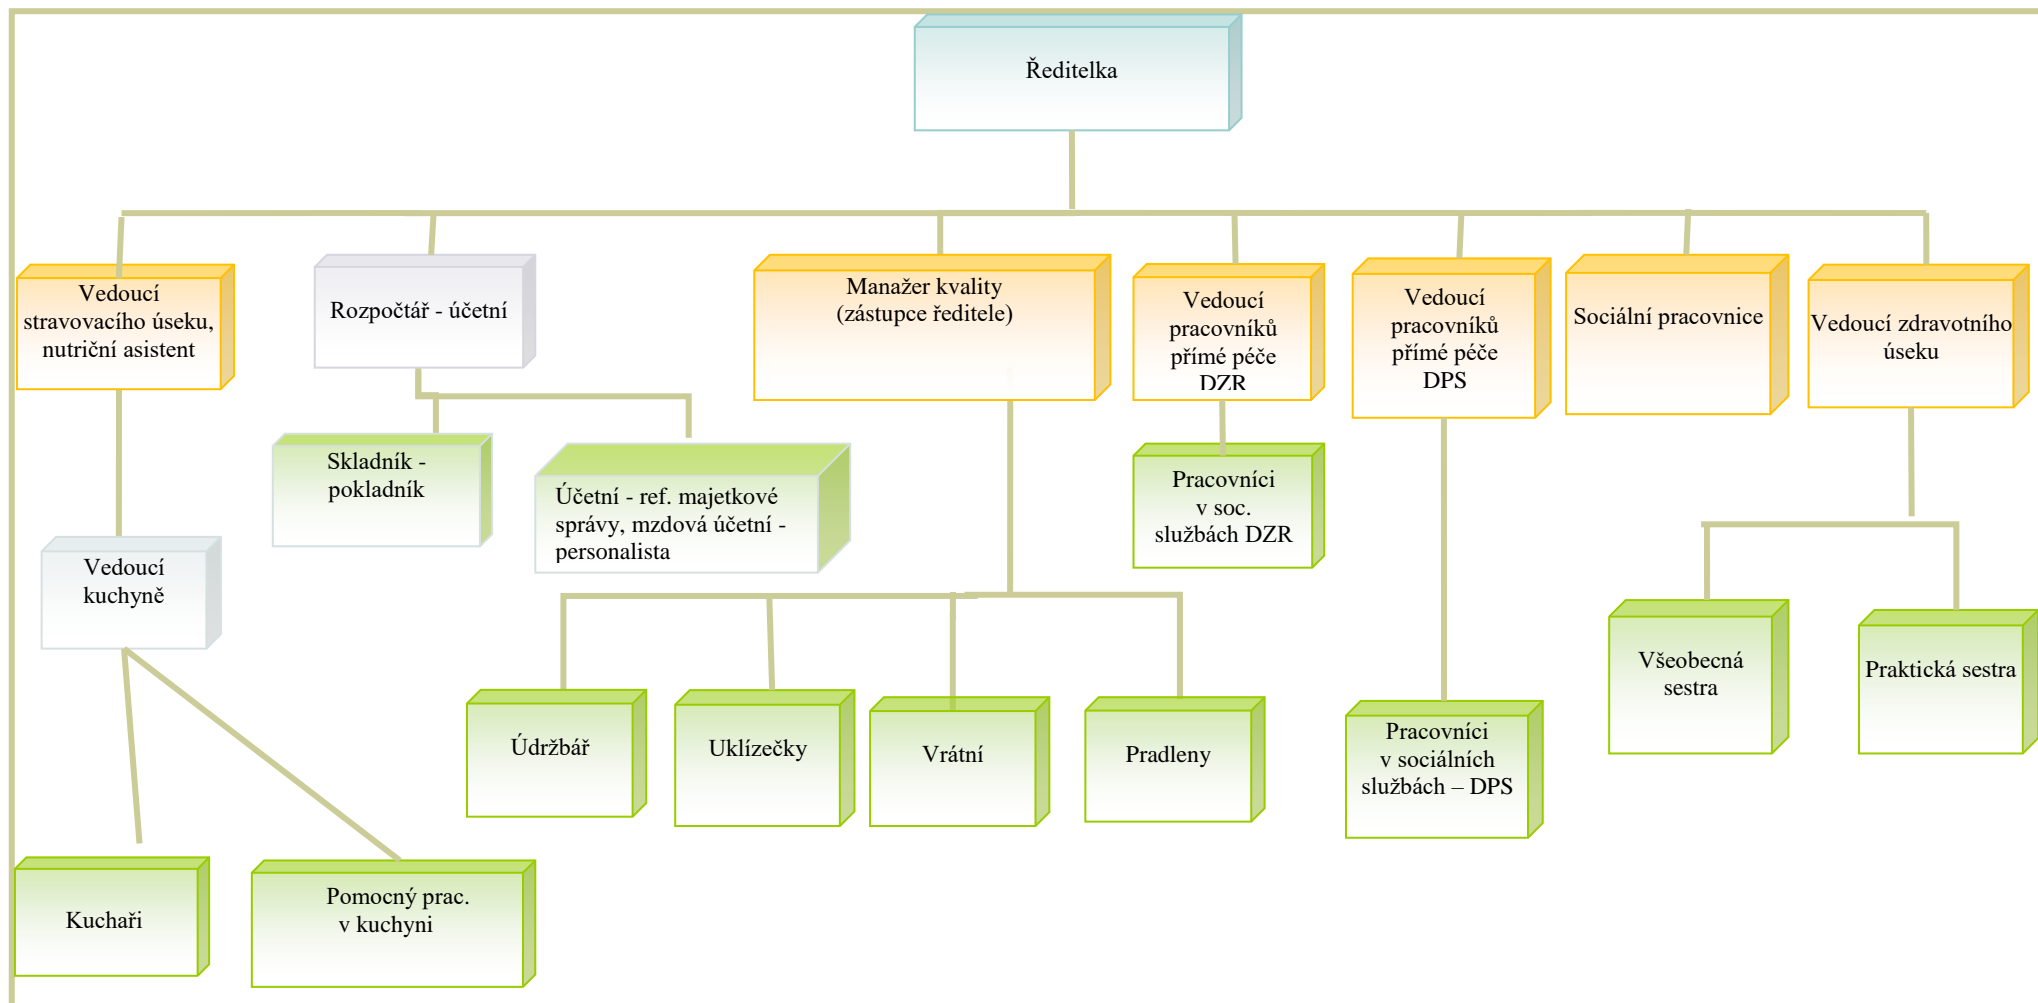 Ředitelka
Vedoucí
stravovacího úseku,
nutriční asistent
Rozpočtář - účetní
Manažer kvality
(zástupce ředitele)
Vedoucí
pracovníků
přímé péče
DZR
Vedoucí
pracovníků
přímé péče
DPS
Sociální pracovnice
Vedoucí zdravotního
úseku
Skladník -
pokladník
Účetní - ref. majetkové
správy, mzdová účetní -
personalista
Pracovníci
v soc.
službách DZR
Vedoucí
kuchyně
Všeobecná
sestra
Praktická sestra
Údržbář
Uklízečky
Vrátní
Pradleny
Pracovníci
v sociálních
službách – DPS
Kuchaři
Pomocný prac.
v kuchyni